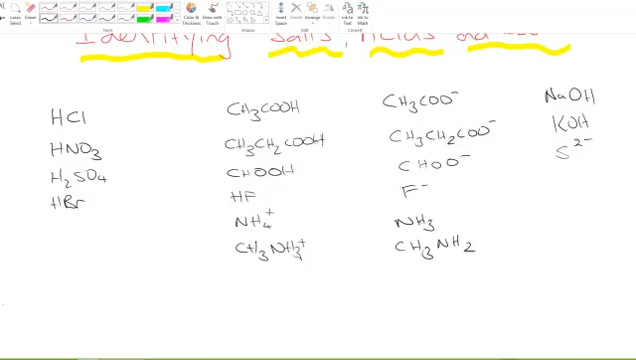 Identifying salts, Acids and
HCl
HNO₃
H₂SO₄
HBr
CH₃COOH
CH₃CH₂COOH
CHOOH
HF
NH₄⁺
CH₃NH₃⁺
CH₃COO⁻
CH₃CH₂COO⁻
CHOO⁻
F⁻
NH₃
CH₃NH₂
NaOH
KOH
S²⁻